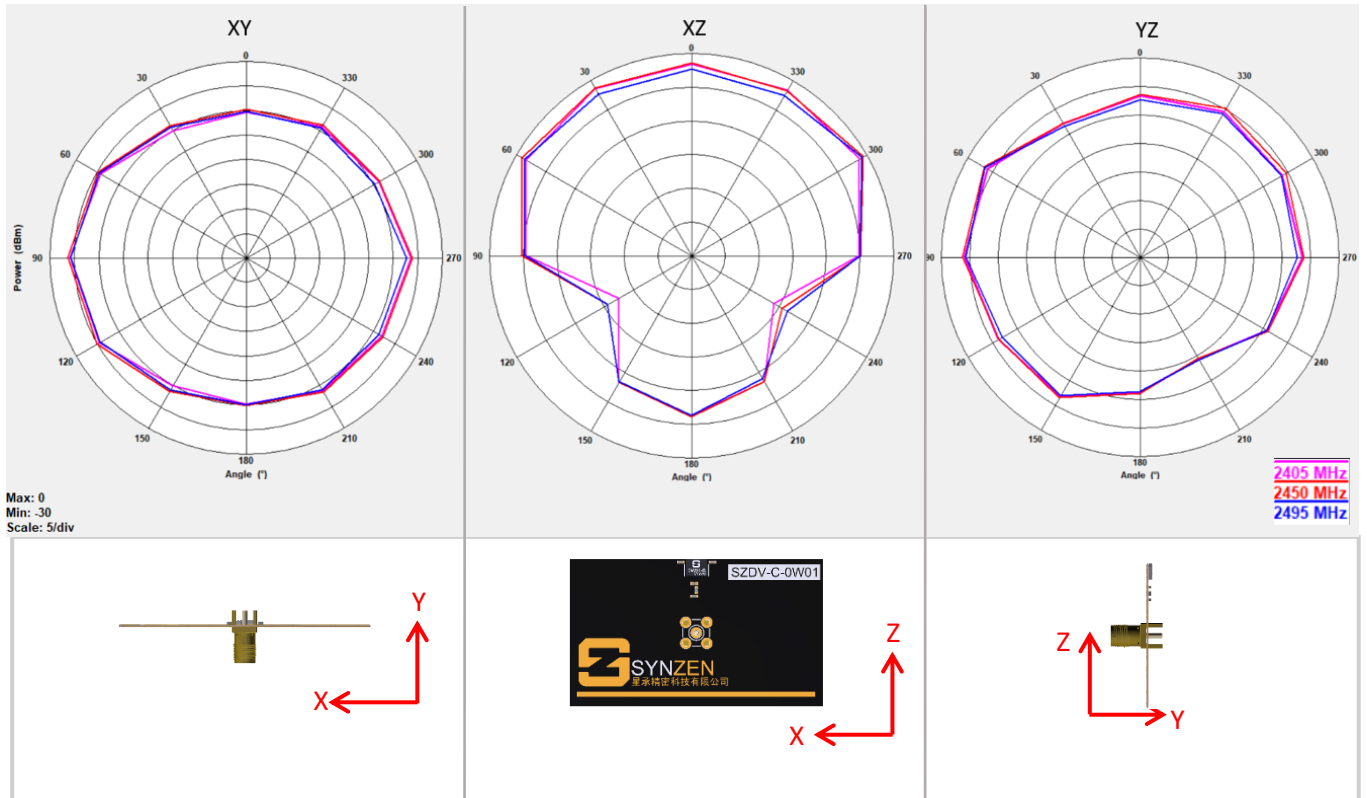 XY
0
30
330
60
300
Power (dBm)
90
270
120
240
150
210
180
Angle (°)
Max: 0
Min: -30
Scale: 5/div
XZ
0
30
330
60
300
90
270
120
240
150
210
180
Angle (°)
YZ
0
30
330
60
300
90
270
120
240
150
210
180
Angle (°)
2405 MHz
2450 MHz
2495 MHz
Y
X
SZDV-C-0W01
SYNZEN
星承精密科技有限公司
Z
X
Z
Y